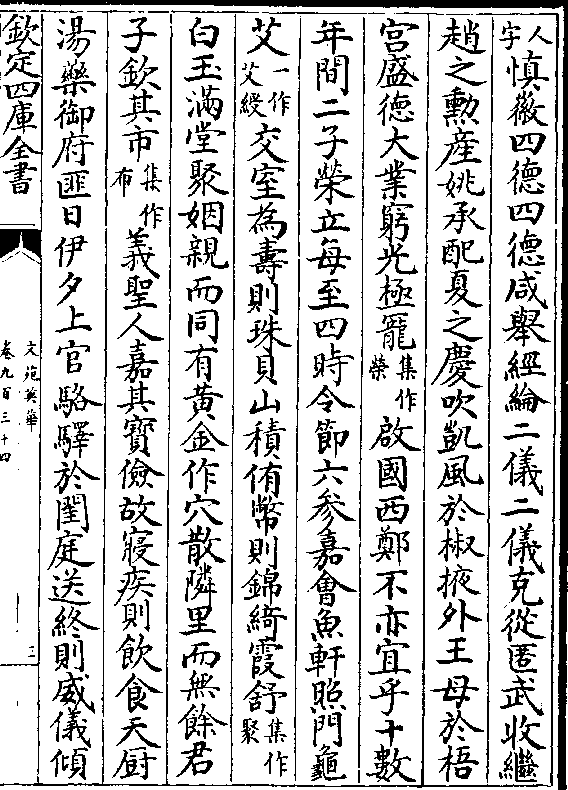 人字慎徽四德四德咸舉經綸二儀二儀克從匿武收繼
趙之勲産姚承配夏之慶吹凱風於椒掖外王母於梧
宮盛德大業窮光極寵集作榮啟國西鄭不亦宜乎十數
年間二子榮立每至四時令節六參嘉會魚軒照門龜
艾一作艾綬交室為壽則珠貝山積侑幣則錦綺霞舒集作聚
白玉滿堂聚姻親而同有黃金作穴散隣里而無餘君
子欽其市集作布義聖人嘉其寶儉故寢疾則飲食天厨
湯藥御府匪日伊夕上官駱驛於閨庭送終則威儀傾
欽定四庫全書
文苑英華
卷九百三十四
三